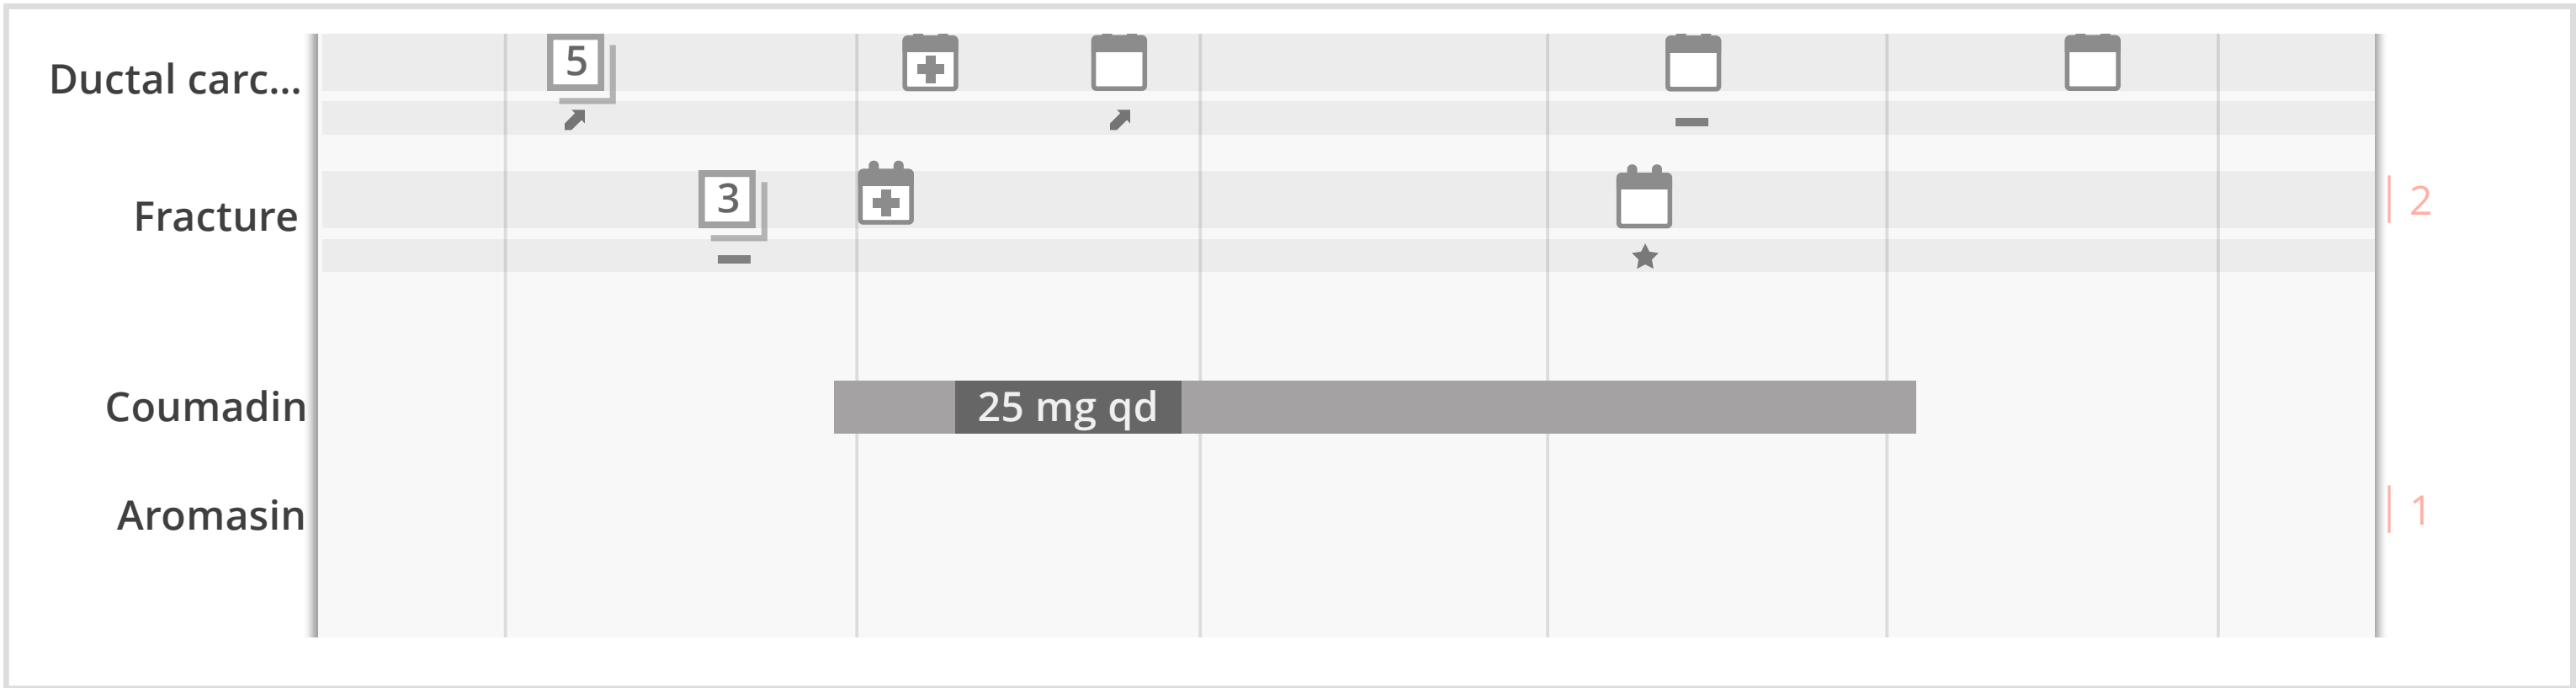 Ductal carc... 5
Fracture 3 2
Coumadin 25 mg qd
Aromasin 1